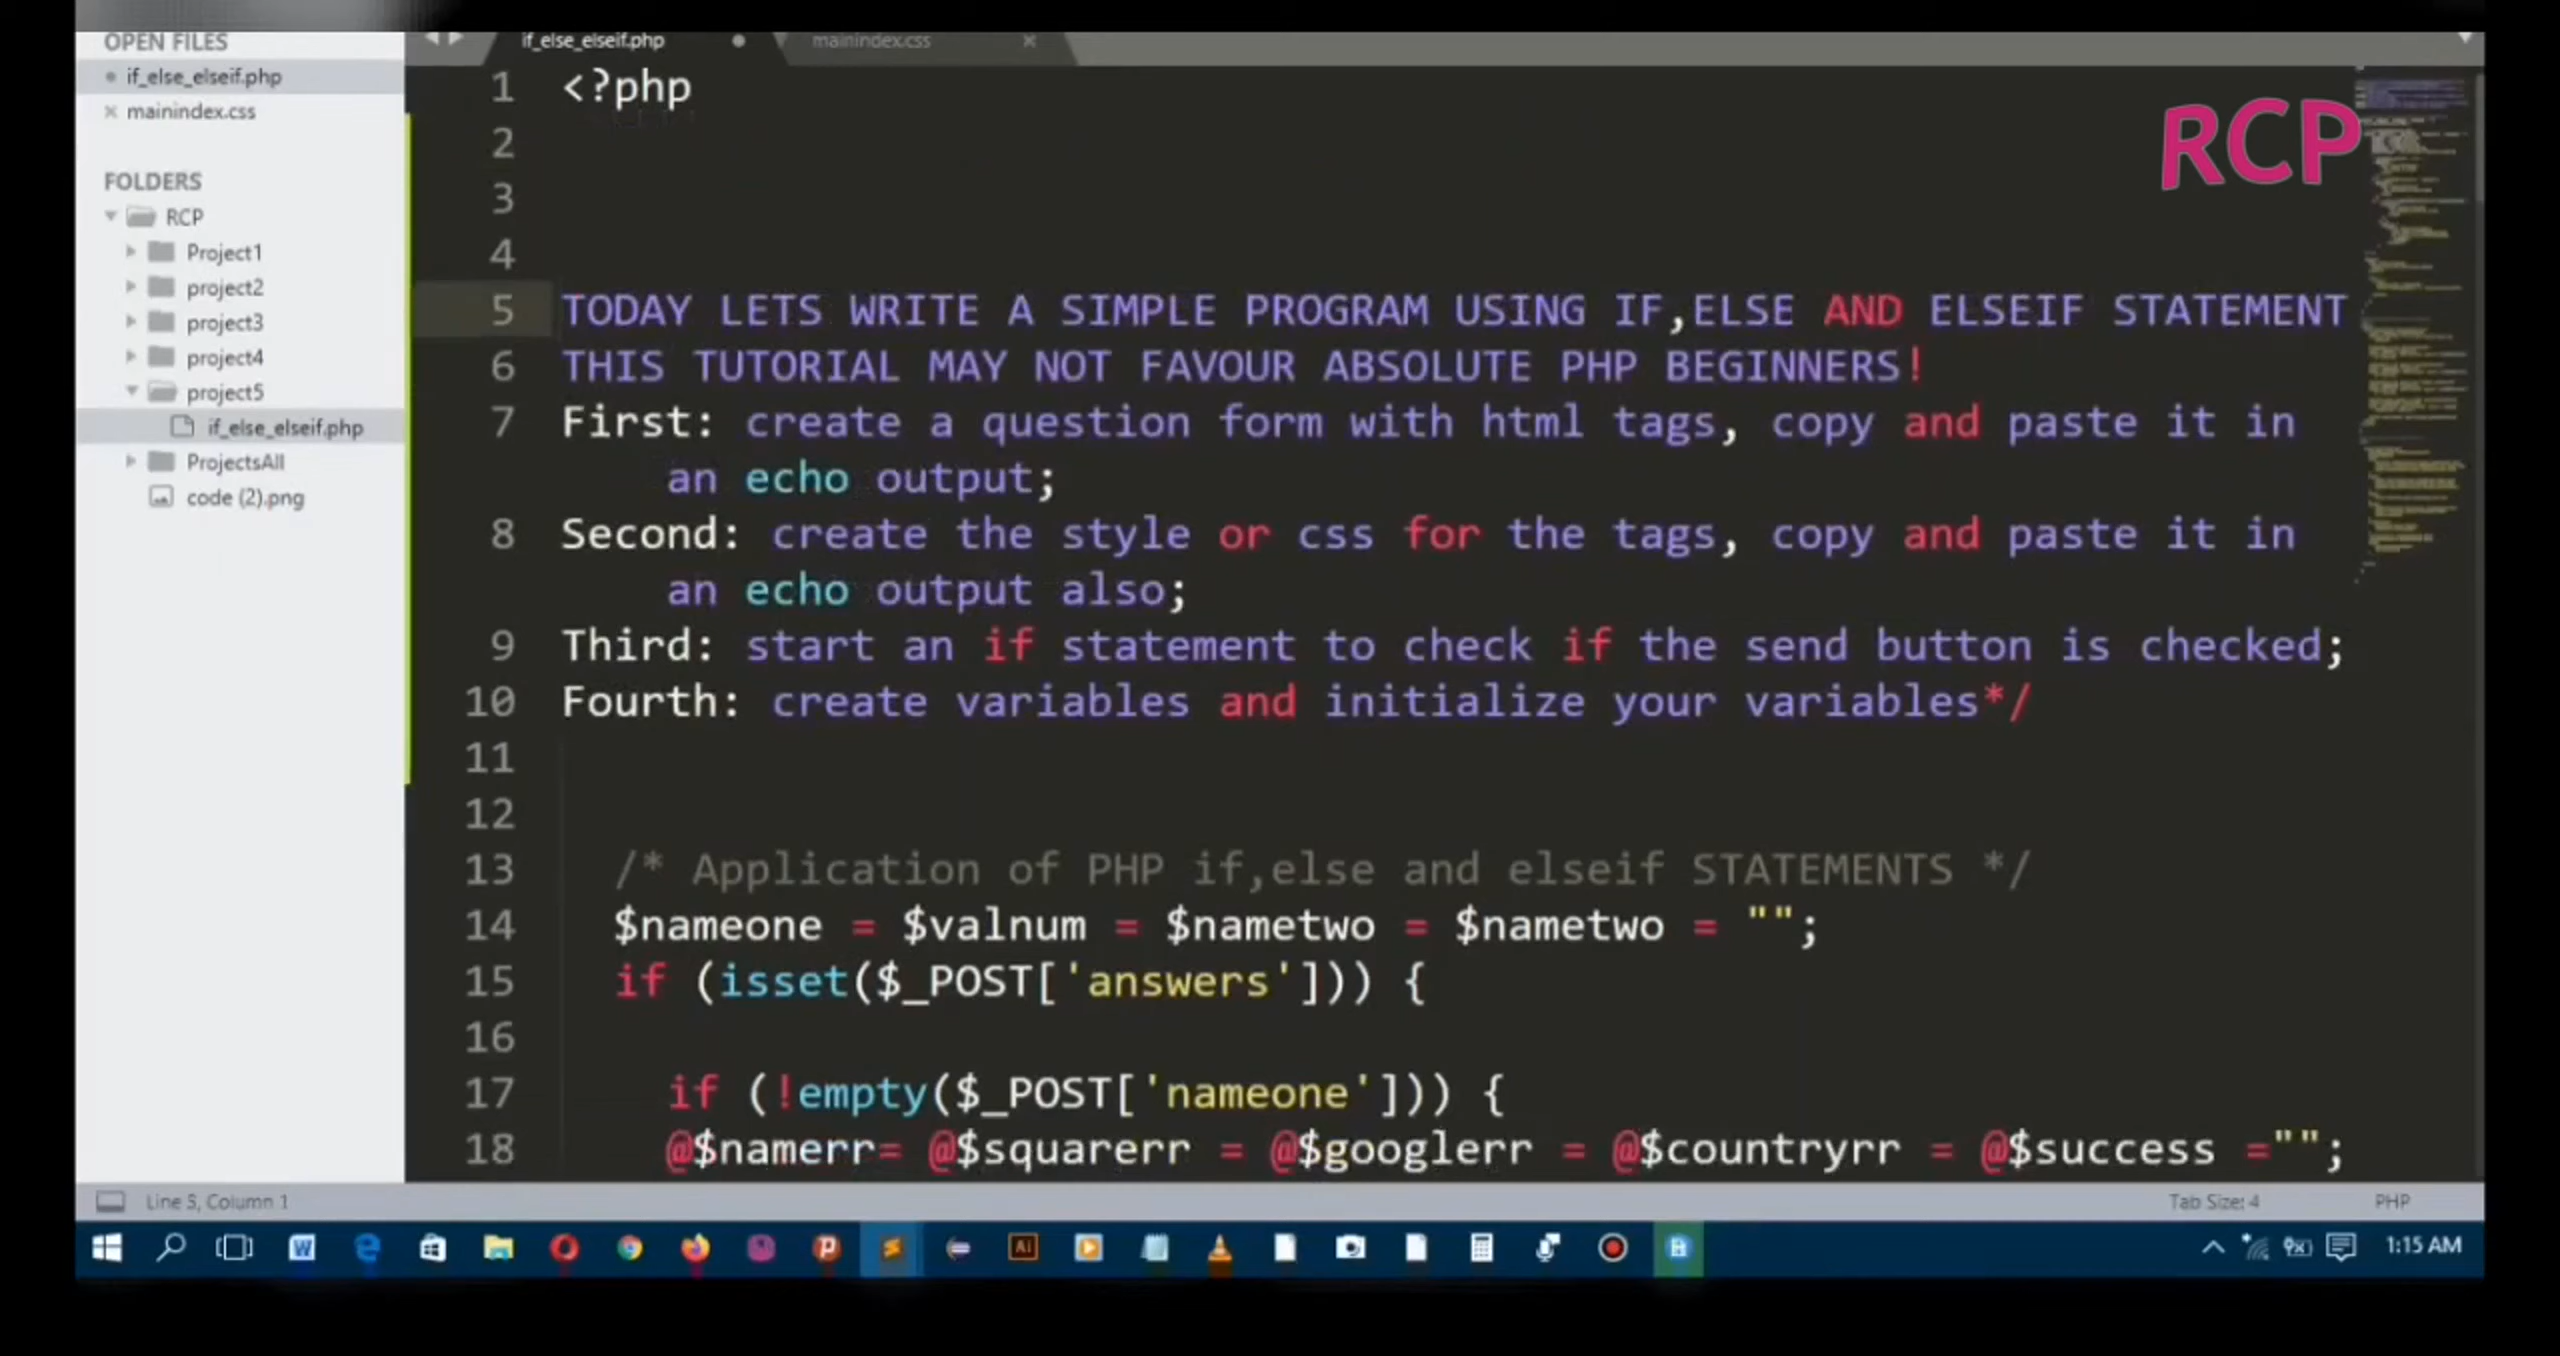 OPEN FILES
if_else_elseif.php
mainindex.css
FOLDERS
RCP
Project1
project2
project3
project4
project5
if_else_elseif.php
ProjectsAll
code (2).png
if_else_elseif.php
mainindex.css
RCP
1 <?php
2
3
4
5 TODAY LETS WRITE A SIMPLE PROGRAM USING IF,ELSE AND ELSEIF STATEMENT
6 THIS TUTORIAL MAY NOT FAVOUR ABSOLUTE PHP BEGINNERS!
7 First: create a question form with html tags, copy and paste it in
an echo output;
8 Second: create the style or css for the tags, copy and paste it in
an echo output also;
9 Third: start an if statement to check if the send button is checked;
10 Fourth: create variables and initialize your variables*/
11
12
13 /* Application of PHP if,else and elseif STATEMENTS */
14 $nameone = $valnum = $nametwo = $nametwo = "";
15 if (isset($_POST['answers'])) {
16
17 if (!empty($_POST['nameone'])) {
18 @$namerr= @$squarerr = @$googlerr = @$countryrr = @$success ="";
Line 5, Column 1
Tab Size: 4
PHP
1:15 AM